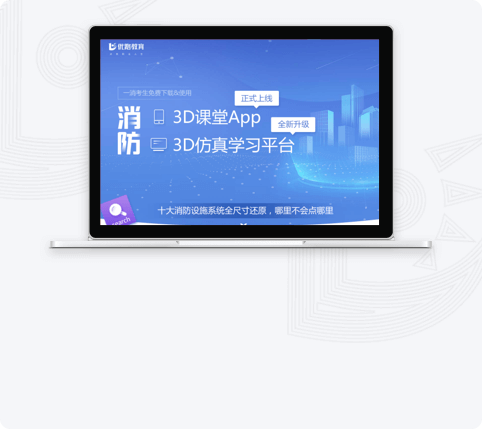 优路教育
一消考生免费下载&使用
正式上线
消防
3D课堂App
全新升级
3D仿真学习平台
search
十大消防设施系统全尺寸还原，哪里不会点哪里